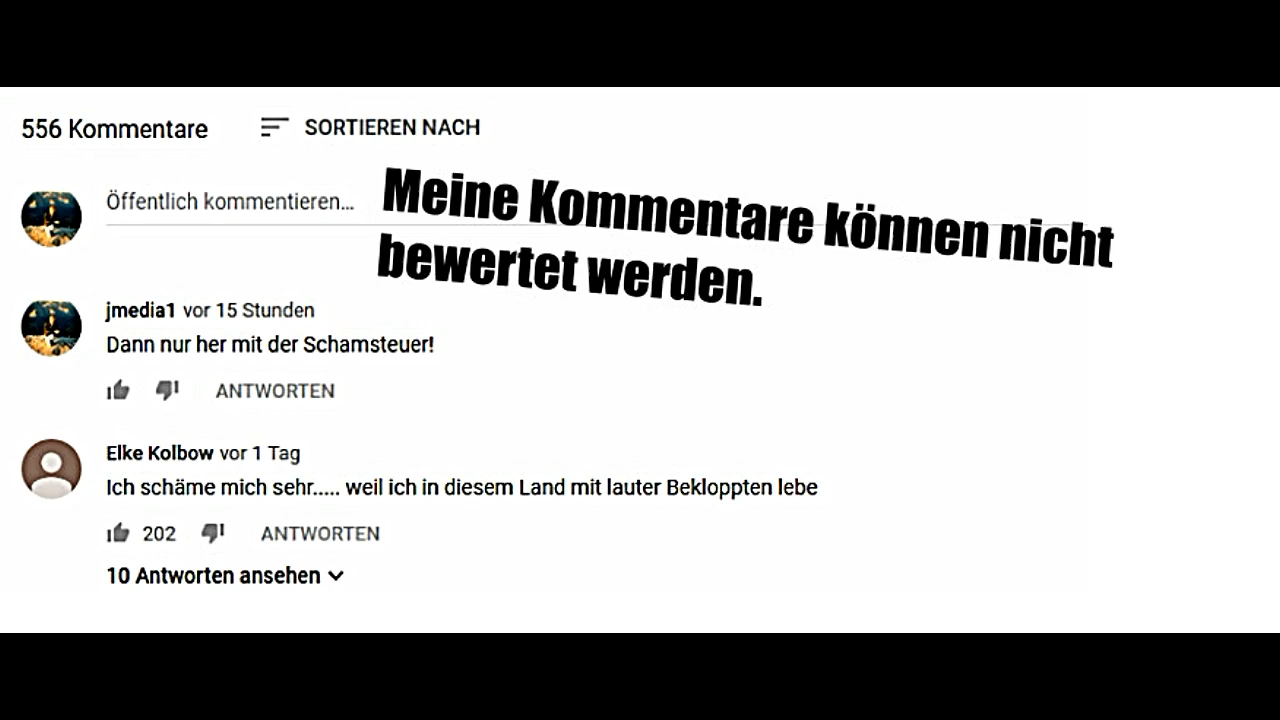 556 Kommentare SORTIEREN NACH
Öffentlich kommentieren...
Meine Kommentare können nicht
bewertet werden.
jmedia1 vor 15 Stunden
Dann nur her mit der Schamsteuer!
ANTWORTEN
Elke Kolbow vor 1 Tag
Ich schäme mich sehr..... weil ich in diesem Land mit lauter Bekloppten lebe
202 ANTWORTEN
10 Antworten ansehen